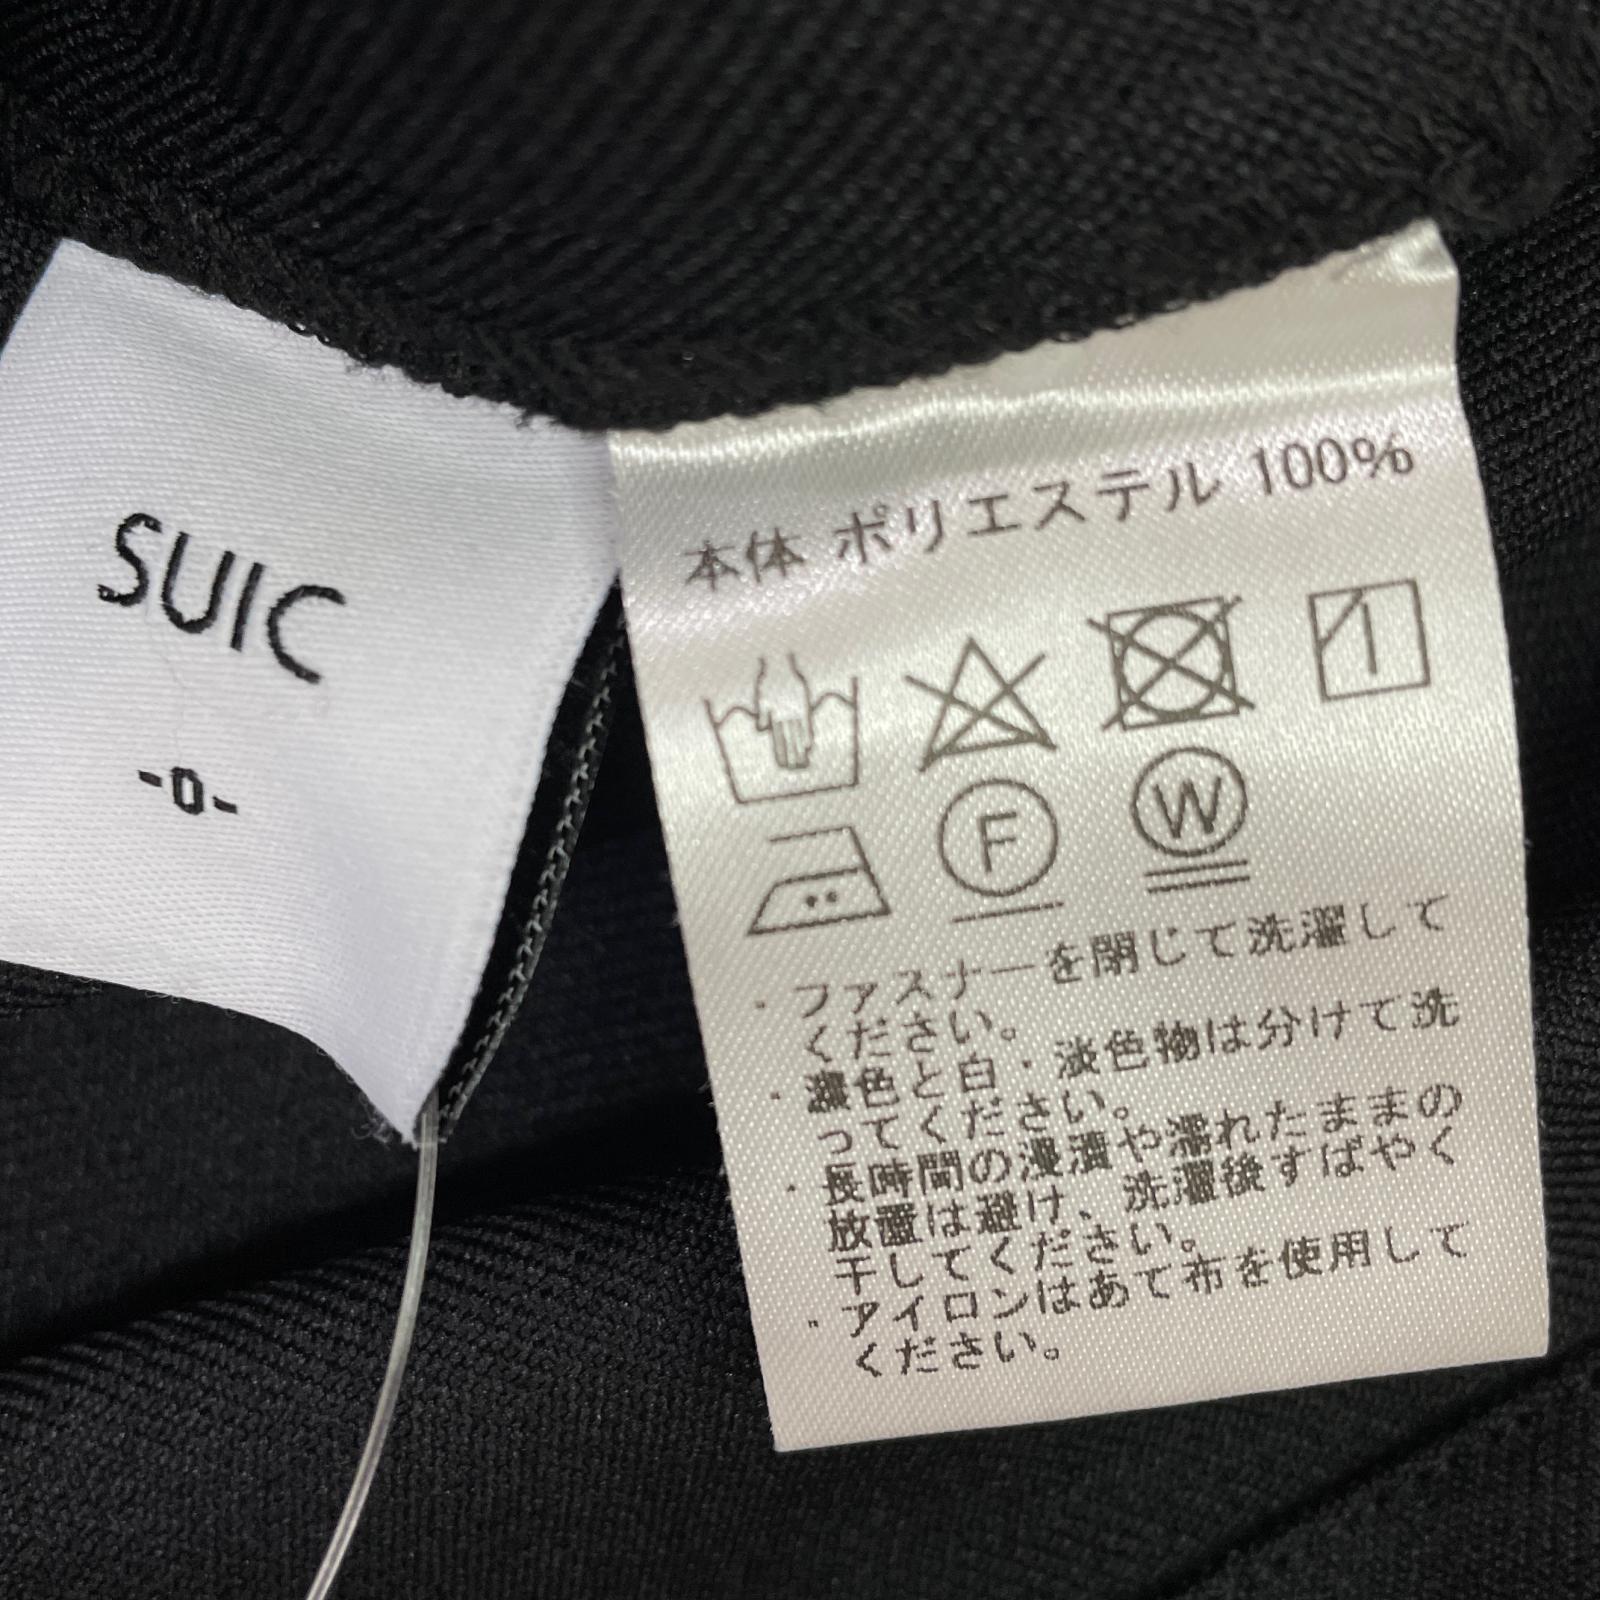 SUIC
-0-
本体 ポリエステル 100%
F
W
・ファスナーを閉じて洗濯して
ください。
・濃色と白・淡色物は分けて洗
ってください。
・長時間の浸漬や濡れたままの
放置は避け、洗濯後すばやく
干してください。
・アイロンはあて布を使用して
ください。